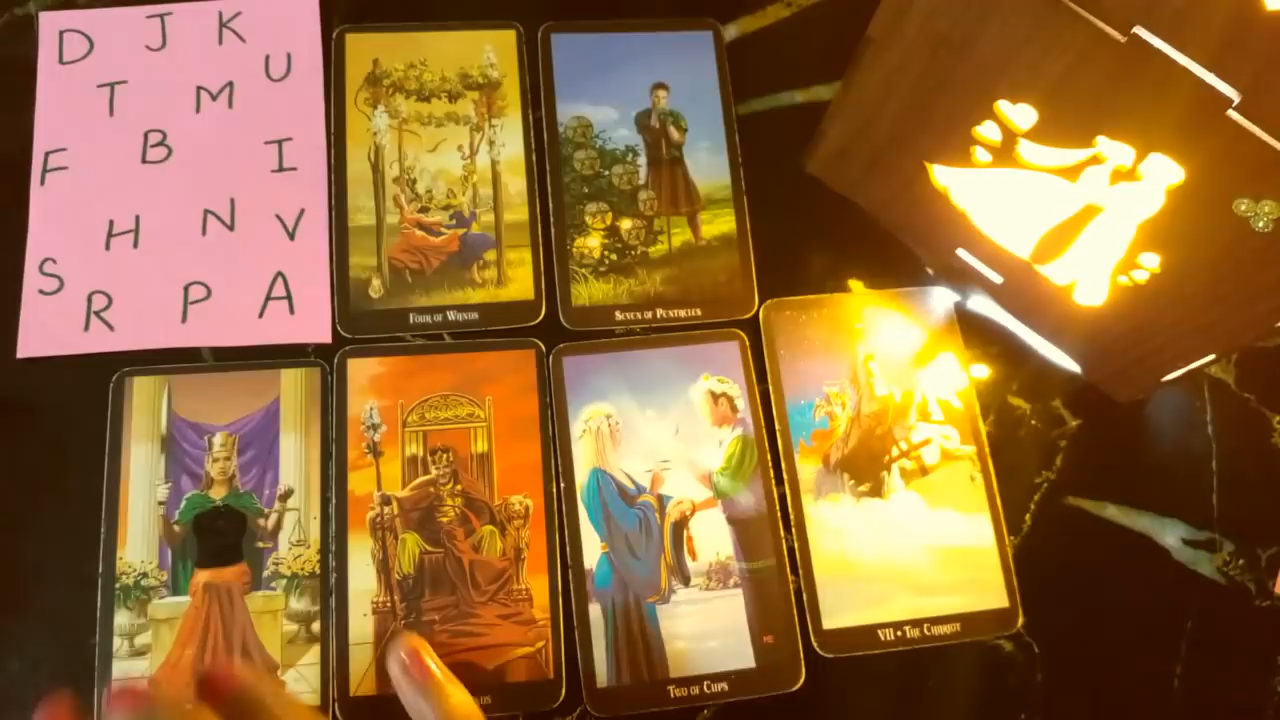 D J K
U
T M
B
F I
H N V
S
R P A
FOUR OF WANDS
SEVEN OF PENTACLES
TWO OF CUPS
VII • THE CHARIOT